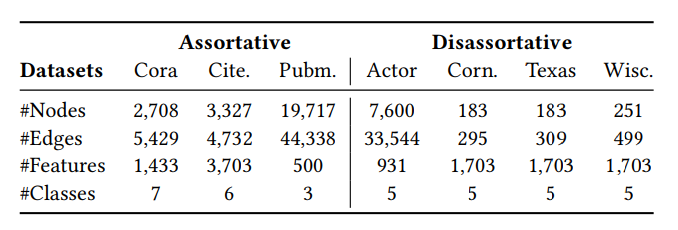 Assortative Disassortative
Datasets Cora Cite. Pubm. Actor Corn. Texas Wisc.
#Nodes 2,708 3,327 19,717 7,600 183 183 251
#Edges 5,429 4,732 44,338 33,544 295 309 499
#Features 1,433 3,703 500 931 1,703 1,703 1,703
#Classes 7 6 3 5 5 5 5